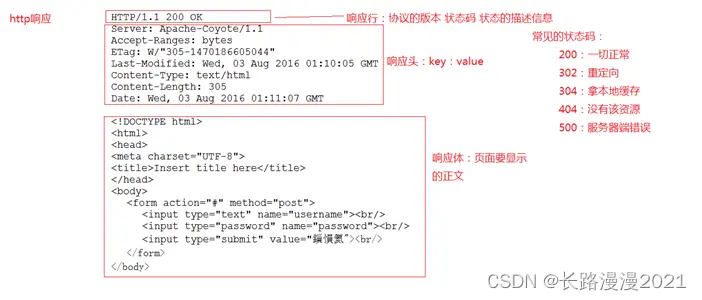 http响应
HTTP/1.1 200 OK
响应行：协议的版本 状态码 状态的描述信息
Server: Apache-Coyote/1.1
Accept-Ranges: bytes
ETag: W/"305-1470186605044"
Last-Modified: Wed, 03 Aug 2016 01:10:05 GMT
Content-Type: text/html
Content-Length: 305
Date: Wed, 03 Aug 2016 01:11:07 GMT
响应头：key：value
常见的状态码：
200：一切正常
302：重定向
304：拿本地缓存
404：没有该资源
500：服务器端错误
<!DOCTYPE html>
<html>
<head>
<meta charset="UTF-8">
<title>Insert title here</title>
</head>
<body>
<form action="#" method="post">
<input type="text" name="username"><br/>
<input type="password" name="password"><br/>
<input type="submit" value="鎻愪氦"><br/>
</form>
</body>
响应体：页面要显示
的正文
CSDN @长路漫漫2021